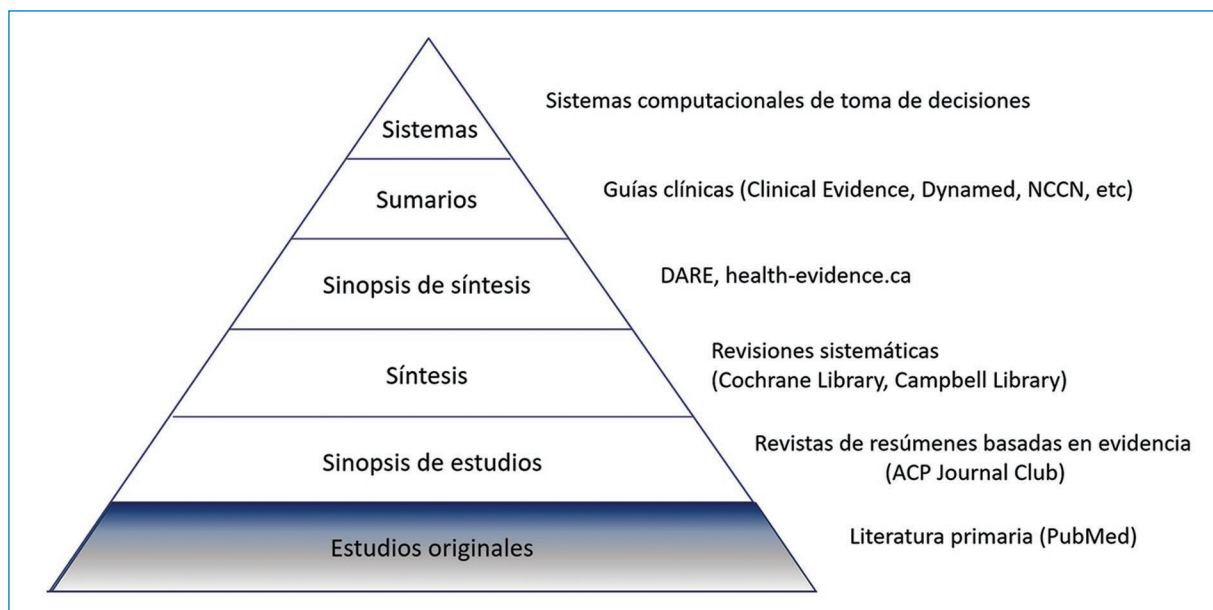 Sistemas computacionales de toma de decisiones
Sistemas
Guías clínicas (Clinical Evidence, Dynamed, NCCN, etc)
Sumarios
DARE, health-evidence.ca
Sinopsis de síntesis
Revisiones sistemáticas
(Cochrane Library, Campbell Library)
Síntesis
Revistas de resúmenes basadas en evidencia
(ACP Journal Club)
Sinopsis de estudios
Literatura primaria (PubMed)
Estudios originales